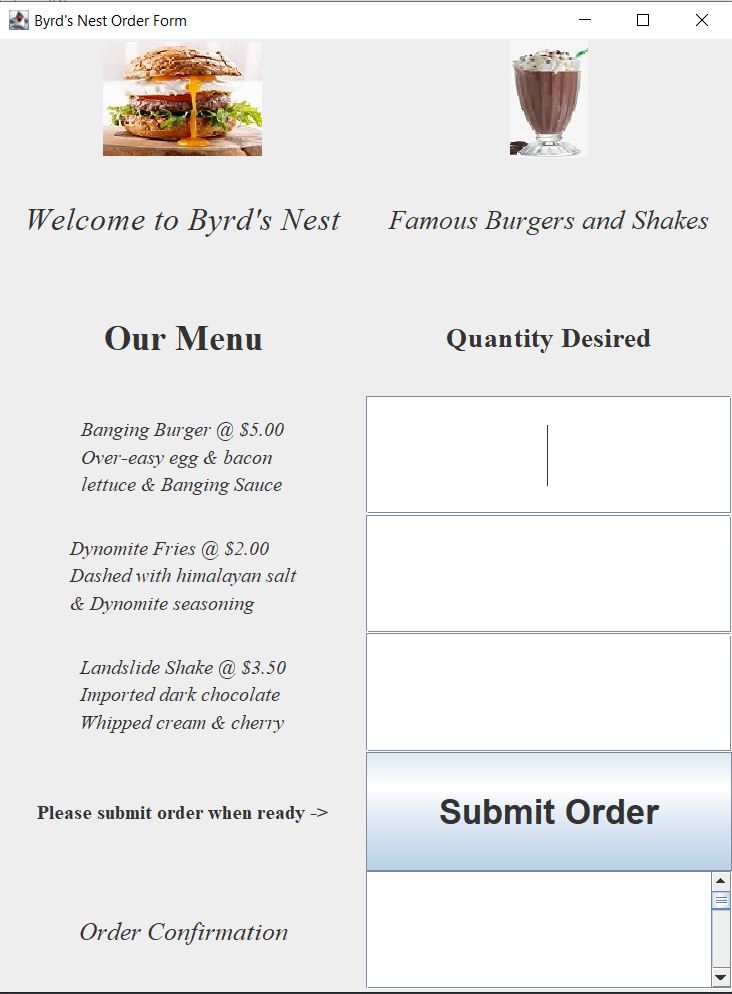 Byrd's Nest Order Form
Welcome to Byrd's Nest
Famous Burgers and Shakes
Our Menu
Quantity Desired
Banging Burger @ $5.00
Over-easy egg & bacon
lettuce & Banging Sauce
Dynomite Fries @ $2.00
Dashed with himalayan salt
& Dynomite seasoning
Landslide Shake @ $3.50
Imported dark chocolate
Whipped cream & cherry
Please submit order when ready ->
Submit Order
Order Confirmation